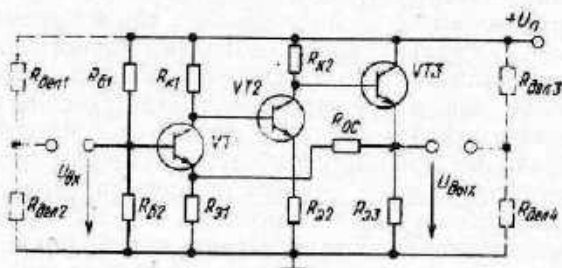 +Uп
Rдел1
Rб1
Rк1
VT2
Rк2
VT3
Rдел3
Rос
VT
Uвх
Uвых
Rдел2
Rб2
Rэ1
Rэ2
Rэ3
Rдел4